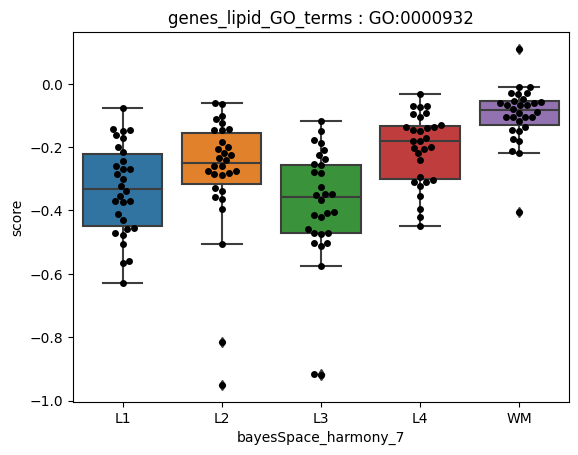 genes_lipid_GO_terms : GO:0000932
0.0
−0.2
−0.4
−0.6
−0.8
−1.0
score
L1 L2 L3 L4 WM
bayesSpace_harmony_7